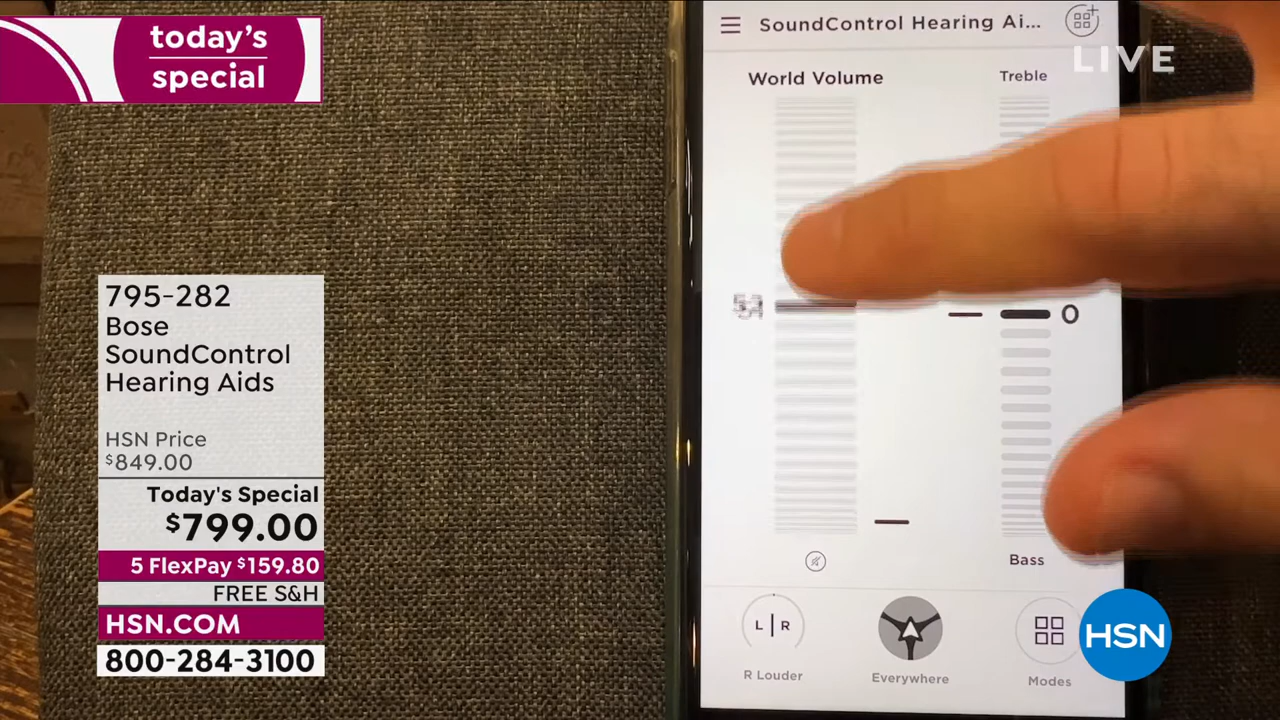 today's
special
795-282
Bose
SoundControl
Hearing Aids
HSN Price
$849.00
Today's Special
$799.00
5 FlexPay $159.80
FREE S&H
HSN.COM
800-284-3100
SoundControl Hearing Ai...
LIVE
World Volume
Treble
0
Bass
L | R
R Louder
Everywhere
Modes
HSN